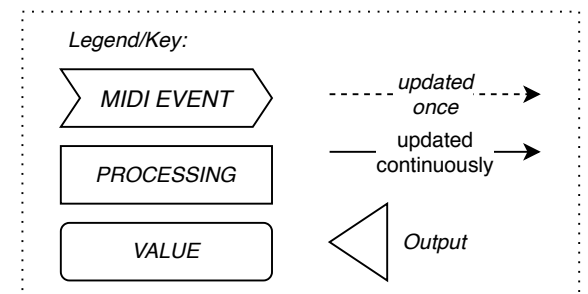 Legend/Key:
MIDI EVENT
updated
once
PROCESSING
updated
continuously
VALUE
Output